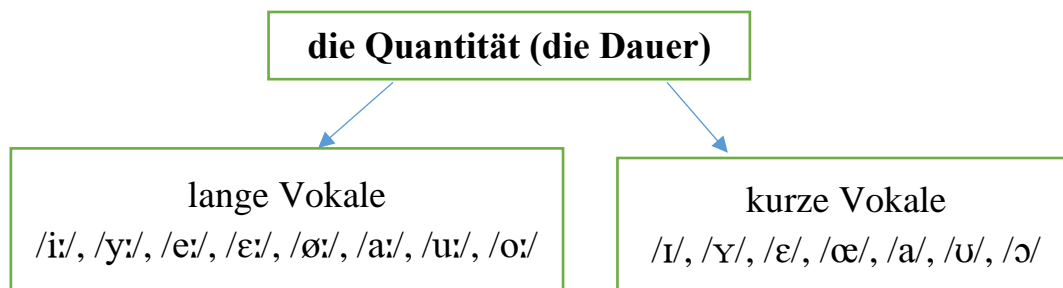 die Quantität (die Dauer)
lange Vokale
/iː/, /yː/, /eː/, /ɛː/, /øː/, /aː/, /uː/, /oː/
kurze Vokale
/ɪ/, /ʏ/, /ɛ/, /œ/, /a/, /ʊ/, /ɔ/